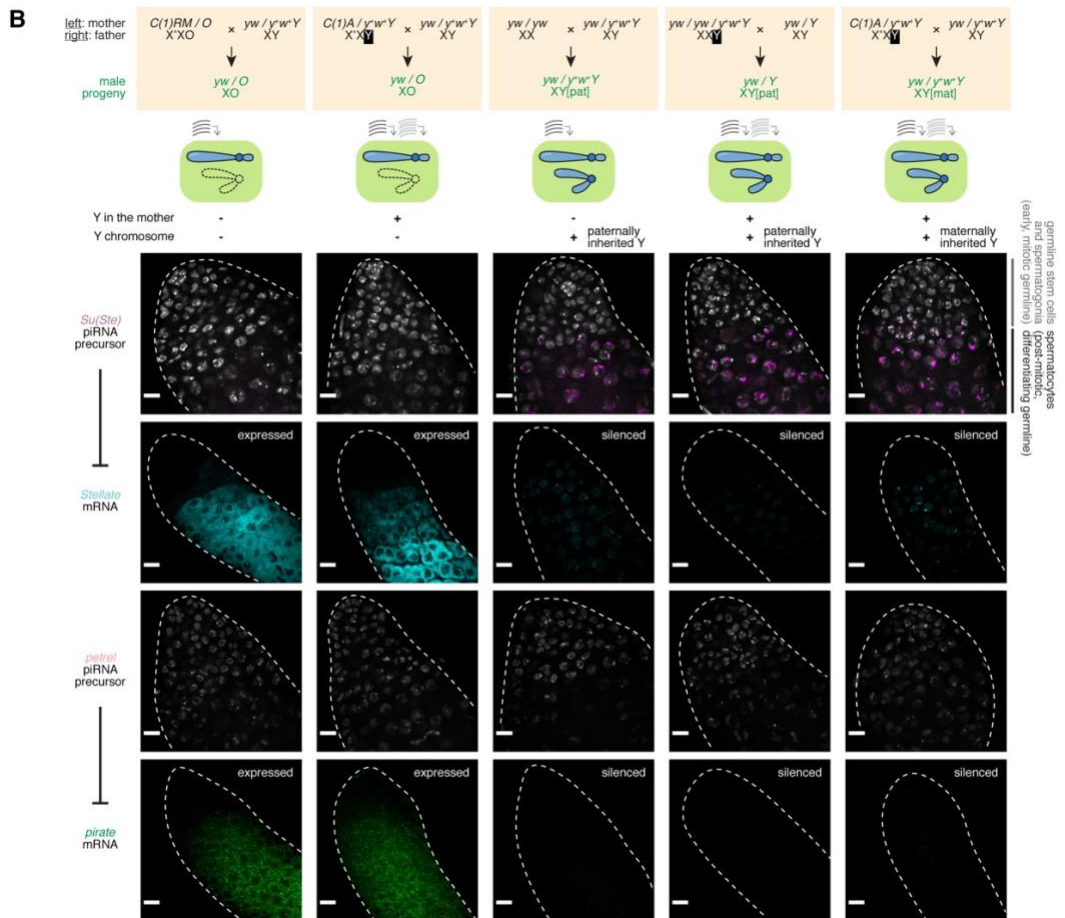 B
left: mother
right: father
C(1)RM / O × yw / y⁺w⁺Y
X^XO XY
male
progeny
yw / O
XO
C(1)A / y⁺w⁺Y × yw / y⁺w⁺Y
X^XY XY
yw / O
XO
yw / yw × yw / y⁺w⁺Y
XX XY
yw / y⁺w⁺Y
XY[pat]
yw / yw / y⁺w⁺Y × yw / Y
XXY XY
yw / Y
XY[pat]
C(1)A / y⁺w⁺Y × yw / y⁺w⁺Y
X^XY XY
yw / y⁺w⁺Y
XY[mat]
Y in the mother - + - + +
Y chromosome - - + paternally
inherited Y
+ paternally
inherited Y
+ maternally
inherited Y
germline stem cells
and spermatogonia
(early, mitotic germline)
spermatocytes
(post-mitotic,
differentiating germline)
Su(Ste)
piRNA
precursor
Stellate
mRNA
expressed
expressed
silenced
silenced
silenced
petrel
piRNA
precursor
pirate
mRNA
expressed
expressed
silenced
silenced
silenced